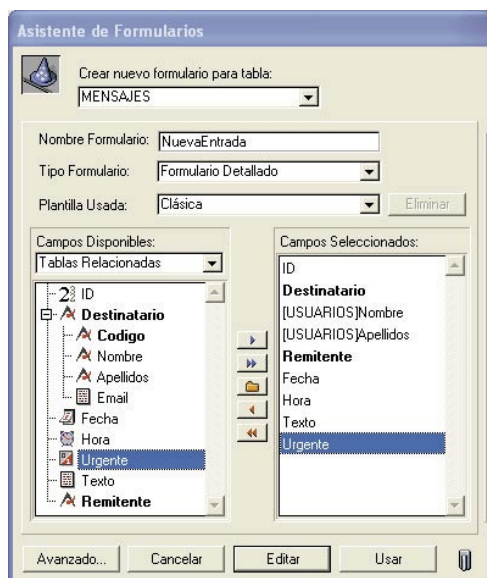 Asistente de Formularios
Crear nuevo formulario para tabla:
MENSAJES
Nombre Formulario: NuevaEntrada
Tipo Formulario: Formulario Detallado
Plantilla Usada: Clásica Eliminar
Campos Disponibles:
Tablas Relacionadas
ID
Destinatario
Codigo
Nombre
Apellidos
Email
Fecha
Hora
Urgente
Texto
Remitente
Campos Seleccionados:
ID
Destinatario
[USUARIOS]Nombre
[USUARIOS]Apellidos
Remitente
Fecha
Hora
Texto
Urgente
Avanzado... Cancelar Editar Usar